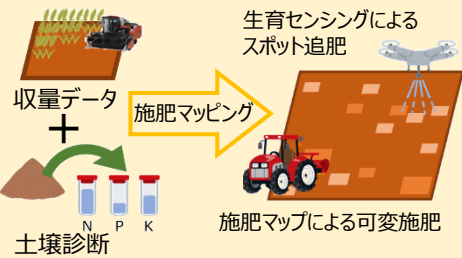 収量データ
+
N P K
土壌診断
施肥マッピング
生育センシングによる
スポット追肥
施肥マップによる可変施肥